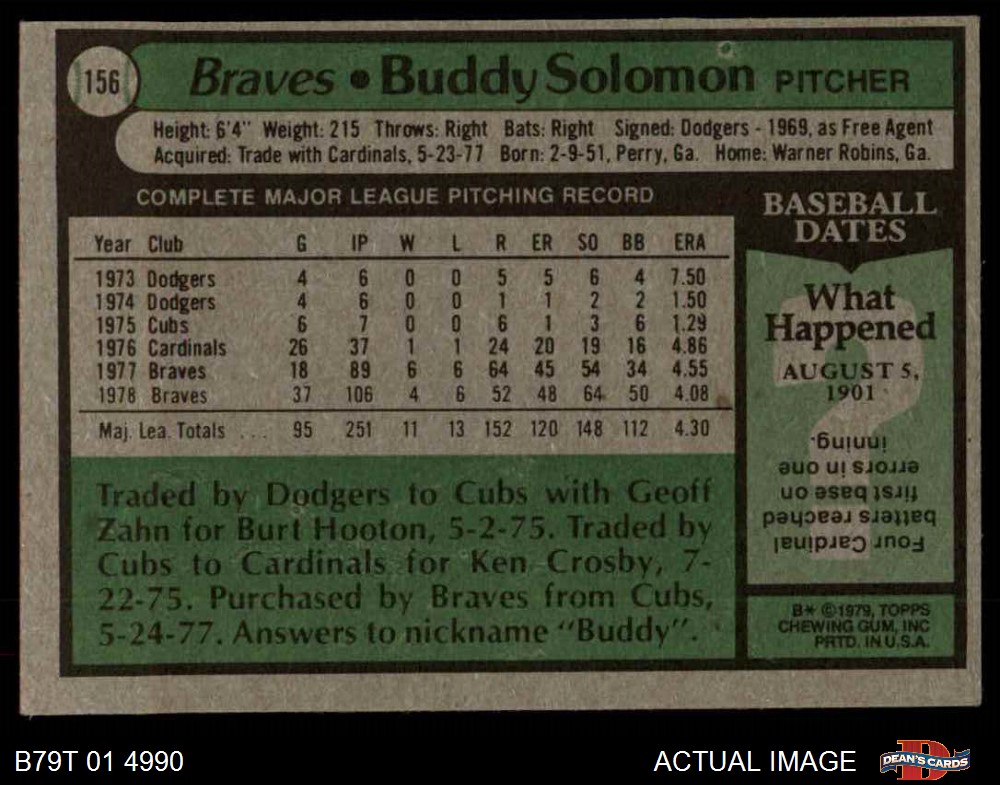 156
Braves • Buddy Solomon PITCHER
Height: 6'4" Weight: 215 Throws: Right Bats: Right Signed: Dodgers - 1969, as Free Agent
Acquired: Trade with Cardinals, 5-23-77 Born: 2-9-51, Perry, Ga. Home: Warner Robins, Ga.
COMPLETE MAJOR LEAGUE PITCHING RECORD
Year Club G IP W L R ER SO BB ERA
1973 Dodgers 4 6 0 0 5 5 6 4 7.50
1974 Dodgers 4 6 0 0 1 1 2 2 1.50
1975 Cubs 6 7 0 0 6 1 3 6 1.29
1976 Cardinals 26 37 1 1 24 20 19 16 4.86
1977 Braves 18 89 6 6 64 45 54 34 4.55
1978 Braves 37 106 4 6 52 48 64 50 4.08
Maj. Lea. Totals ... 95 251 11 13 152 120 148 112 4.30
Traded by Dodgers to Cubs with Geoff
Zahn for Burt Hooton, 5-2-75. Traded by
Cubs to Cardinals for Ken Crosby, 7-
22-75. Purchased by Braves from Cubs,
5-24-77. Answers to nickname "Buddy".
BASEBALL
DATES
What
Happened
AUGUST 5,
1901
?
Four Cardinal
batters reached
first base on
errors in one
inning.
B* ©1979, TOPPS
CHEWING GUM, INC
PRTD. IN U.S.A.
B79T 01 4990
ACTUAL IMAGE
D
DEAN'S CARDS